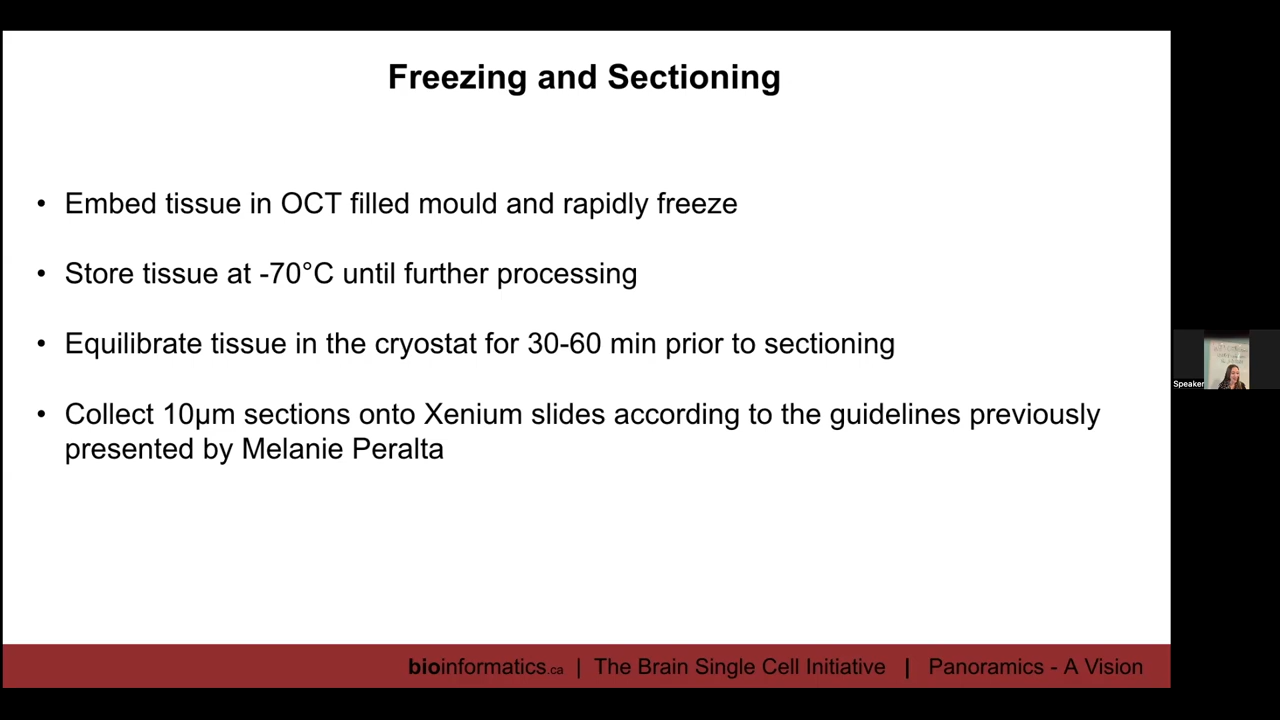 Freezing and Sectioning
• Embed tissue in OCT filled mould and rapidly freeze
• Store tissue at -70°C until further processing
• Equilibrate tissue in the cryostat for 30-60 min prior to sectioning
• Collect 10µm sections onto Xenium slides according to the guidelines previously
presented by Melanie Peralta
Speaker
bioinformatics.ca | The Brain Single Cell Initiative | Panoramics - A Vision